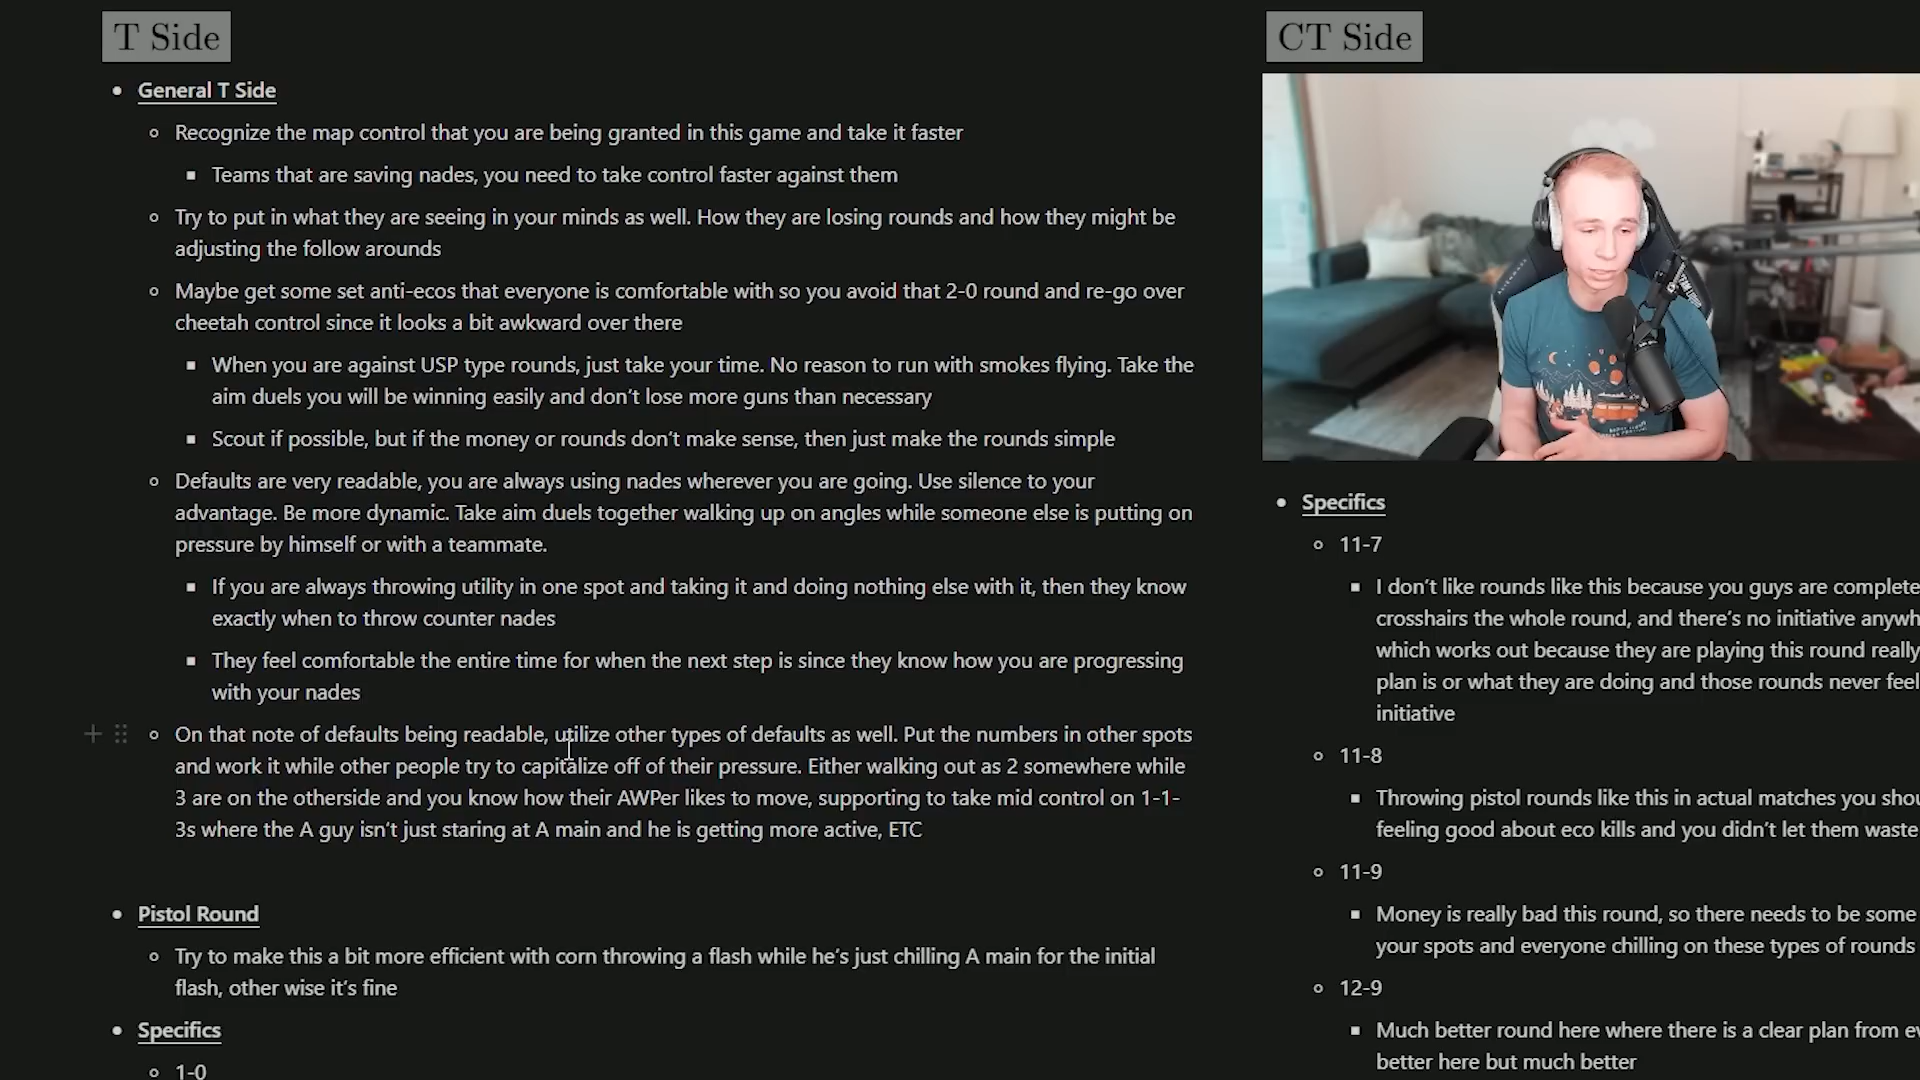 T Side
General T Side
Recognize the map control that you are being granted in this game and take it faster
Teams that are saving nades, you need to take control faster against them
Try to put in what they are seeing in your minds as well. How they are losing rounds and how they might be
adjusting the follow arounds
Maybe get some set anti-ecos that everyone is comfortable with so you avoid that 2-0 round and re-go over
cheetah control since it looks a bit awkward over there
When you are against USP type rounds, just take your time. No reason to run with smokes flying. Take the
aim duels you will be winning easily and don't lose more guns than necessary
Scout if possible, but if the money or rounds don't make sense, then just make the rounds simple
Defaults are very readable, you are always using nades wherever you are going. Use silence to your
advantage. Be more dynamic. Take aim duels together walking up on angles while someone else is putting on
pressure by himself or with a teammate.
If you are always throwing utility in one spot and taking it and doing nothing else with it, then they know
exactly when to throw counter nades
They feel comfortable the entire time for when the next step is since they know how you are progressing
with your nades
On that note of defaults being readable, utilize other types of defaults as well. Put the numbers in other spots
and work it while other people try to capitalize off of their pressure. Either walking out as 2 somewhere while
3 are on the otherside and you know how their AWPer likes to move, supporting to take mid control on 1-1-
3s where the A guy isn't just staring at A main and he is getting more active, ETC
Pistol Round
Try to make this a bit more efficient with corn throwing a flash while he's just chilling A main for the initial
flash, other wise it's fine
Specifics
1-0
CT Side
Specifics
11-7
I don't like rounds like this because you guys are complete
crosshairs the whole round, and there's no initiative anywh
which works out because they are playing this round really
plan is or what they are doing and those rounds never feel
initiative
11-8
Throwing pistol rounds like this in actual matches you shou
feeling good about eco kills and you didn't let them waste
11-9
Money is really bad this round, so there needs to be some
your spots and everyone chilling on these types of rounds
12-9
Much better round here where there is a clear plan from ev
better here but much better